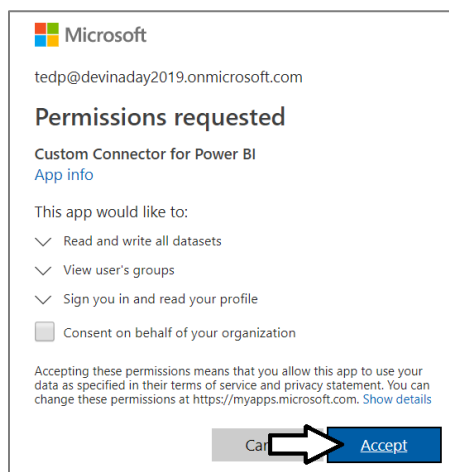 Microsoft
tedp@devinaday2019.onmicrosoft.com
Permissions requested
Custom Connector for Power BI
App info
This app would like to:
Read and write all datasets
View user's groups
Sign you in and read your profile
Consent on behalf of your organization
Accepting these permissions means that you allow this app to use your
data as specified in their terms of service and privacy statement. You can
change these permissions at https://myapps.microsoft.com. Show details
Accept